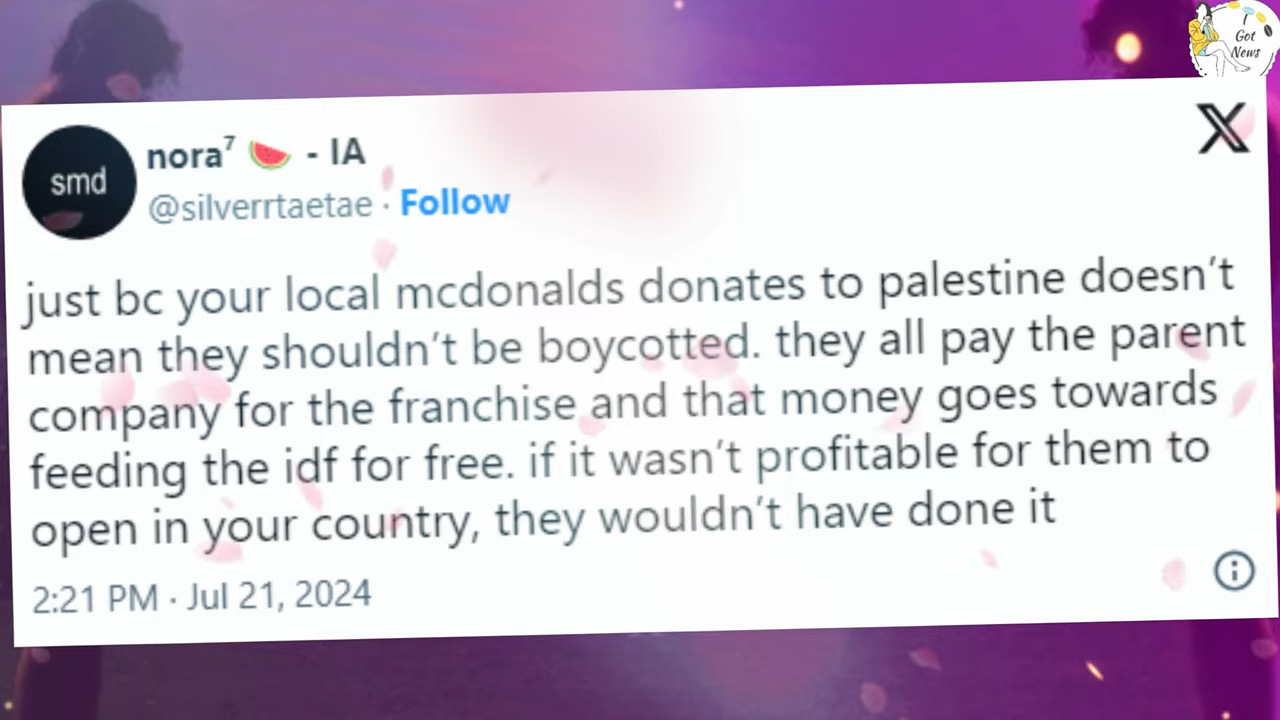 Got
News
smd
nora⁷ 🍉 - IA
@silverrtaetae · Follow
just bc your local mcdonalds donates to palestine doesn't
mean they shouldn't be boycotted. they all pay the parent
company for the franchise and that money goes towards
feeding the idf for free. if it wasn't profitable for them to
open in your country, they wouldn't have done it
2:21 PM · Jul 21, 2024